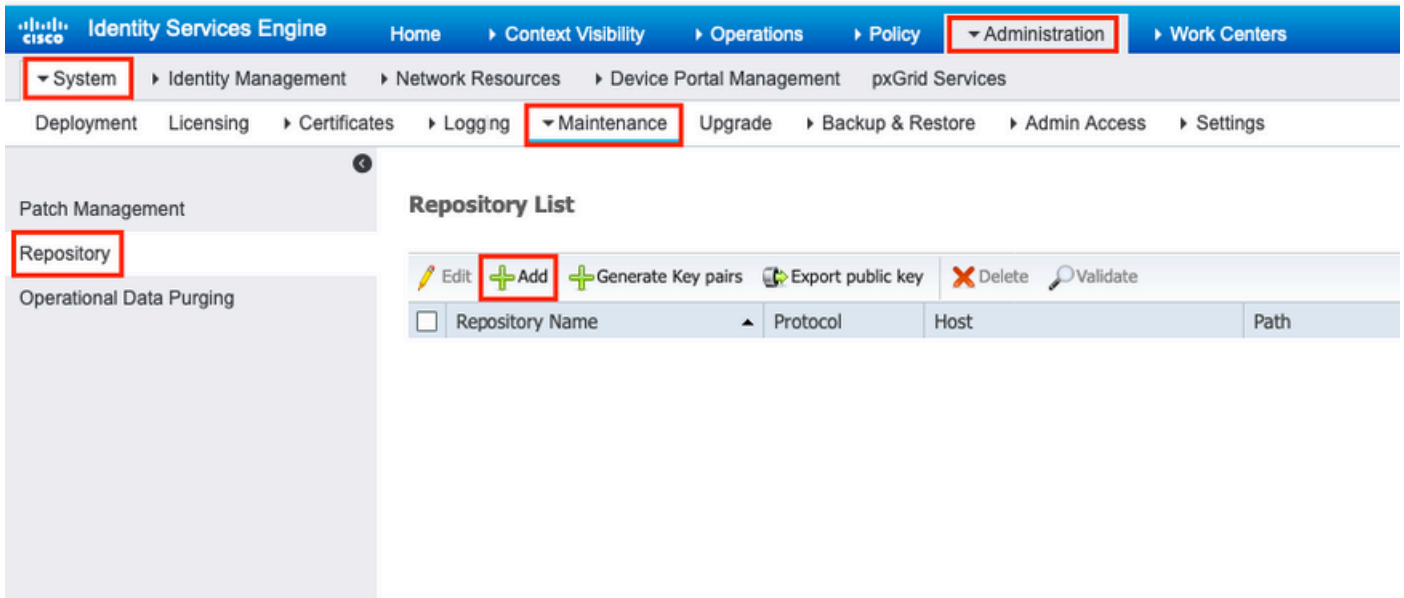 cisco Identity Services Engine Home Context Visibility Operations Policy Administration Work Centers
System Identity Management Network Resources Device Portal Management pxGrid Services
Deployment Licensing Certificates Logging Maintenance Upgrade Backup & Restore Admin Access Settings
Patch Management
Repository
Operational Data Purging
Repository List
Edit Add Generate Key pairs Export public key Delete Validate
Repository Name Protocol Host Path